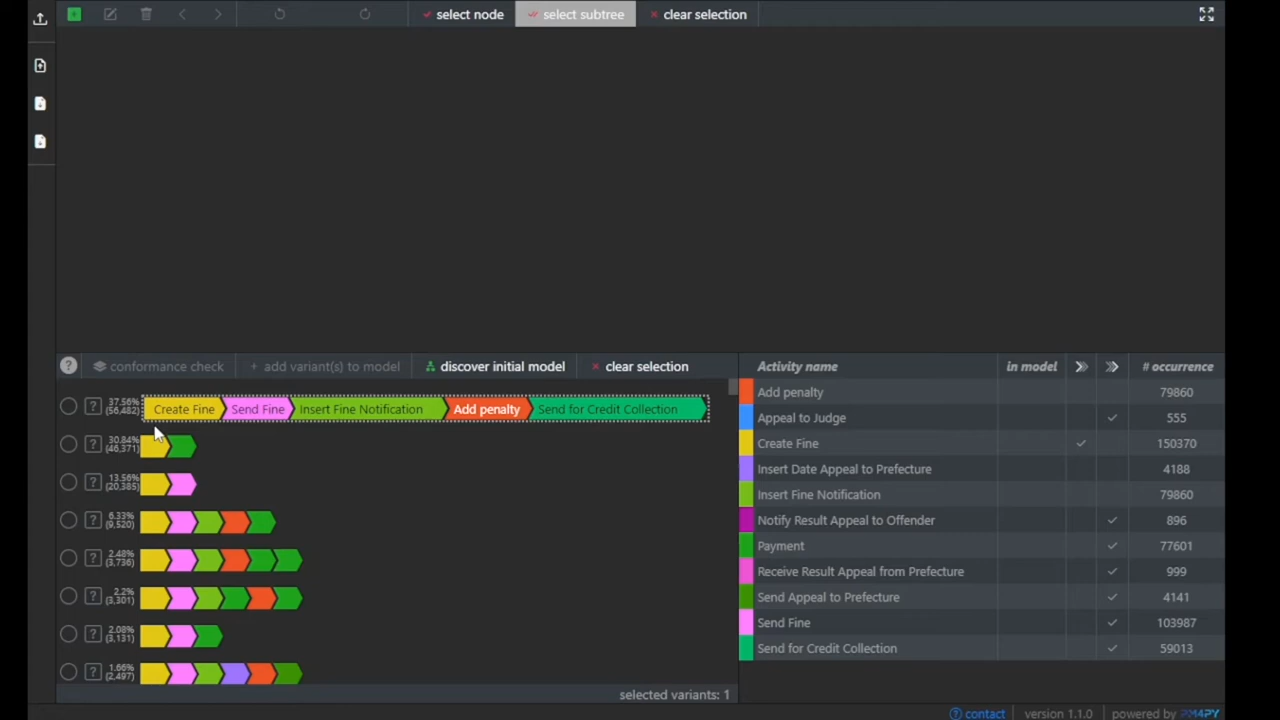 select node select subtree clear selection
? conformance check + add variant(s) to model discover initial model clear selection
Activity name in model # occurrence
37.56%
(56,482)
? Create Fine Send Fine Insert Fine Notification Add penalty Send for Credit Collection
30.84%
(46,371)
?
13.56%
(20,385)
?
6.33%
(9,520)
?
2.48%
(3,736)
?
2.2%
(3,301)
?
2.08%
(3,131)
?
1.66%
(2,497)
?
selected variants: 1
Add penalty 79860
Appeal to Judge 555
Create Fine 150370
Insert Date Appeal to Prefecture 4188
Insert Fine Notification 79860
Notify Result Appeal to Offender 896
Payment 77601
Receive Result Appeal from Prefecture 999
Send Appeal to Prefecture 4141
Send Fine 103987
Send for Credit Collection 59013
? contact version 1.1.0 powered by PM4PY